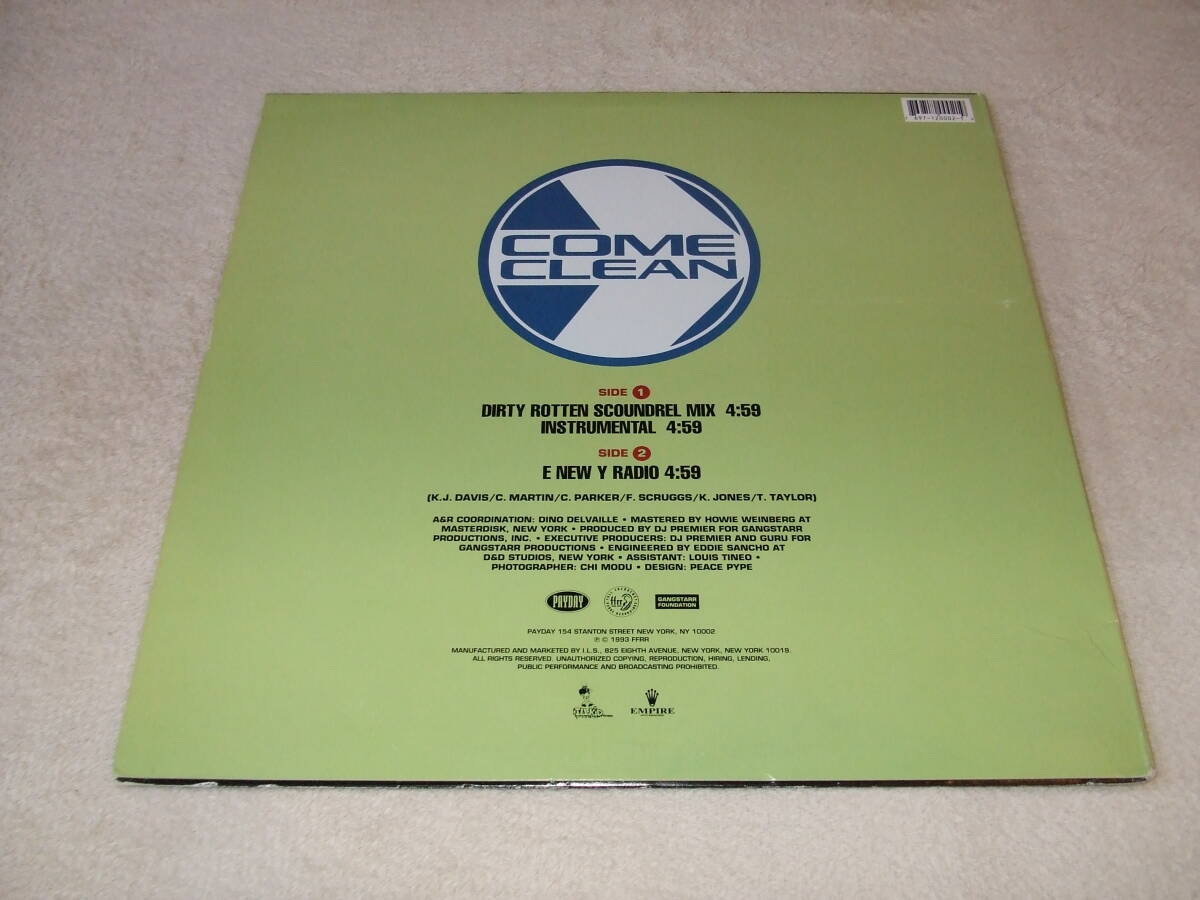 COME
CLEAN
SIDE 1
DIRTY ROTTEN SCOUNDREL MIX 4:59
INSTRUMENTAL 4:59
SIDE 2
E NEW Y RADIO 4:59
(K.J. DAVIS/C. MARTIN/C. PARKER/F. SCRUGGS/K. JONES/T. TAYLOR)
A&R COORDINATION: DINO DELVAILLE • MASTERED BY HOWIE WEINBERG AT
MASTERDISK, NEW YORK • PRODUCED BY DJ PREMIER FOR GANGSTARR
PRODUCTIONS, INC. • EXECUTIVE PRODUCERS: DJ PREMIER AND GURU FOR
GANGSTARR PRODUCTIONS • ENGINEERED BY EDDIE SANCHO AT
D&D STUDIOS, NEW YORK • ASSISTANT: LOUIS TINEO •
PHOTOGRAPHER: CHI MODU • DESIGN: PEACE PYPE
PAYDAY
ffrr
GANGSTARR
FOUNDATION
PAYDAY 154 STANTON STREET NEW YORK, NY 10002
℗ © 1993 FFRR
MANUFACTURED AND MARKETED BY I.L.S., 825 EIGHTH AVENUE, NEW YORK, NEW YORK 10019.
ALL RIGHTS RESERVED. UNAUTHORIZED COPYING, REPRODUCTION, HIRING, LENDING,
PUBLIC PERFORMANCE AND BROADCASTING PROHIBITED.
EMPIRE